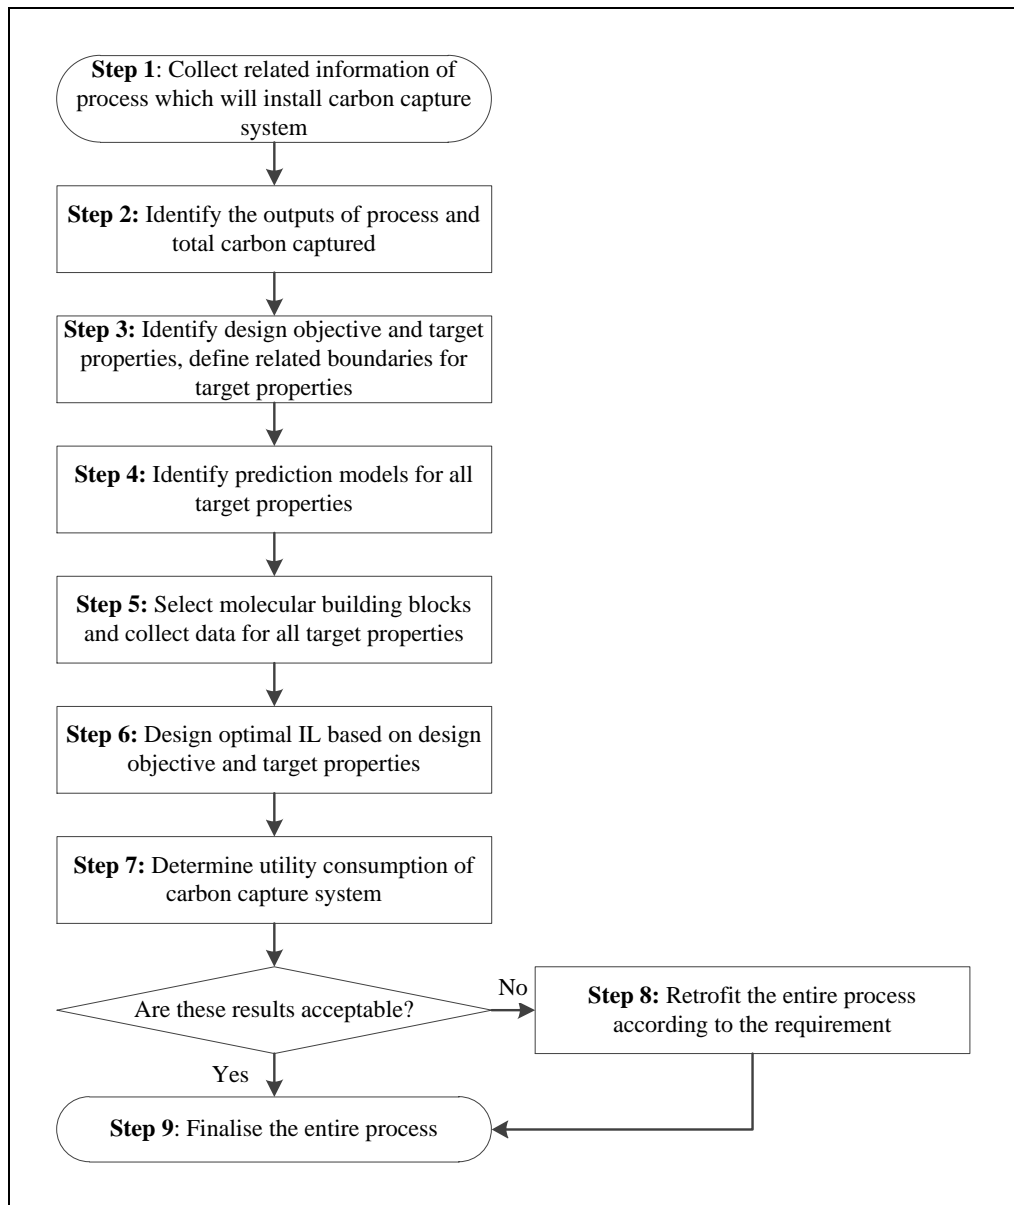 Step 1: Collect related information of
process which will install carbon capture
system
Step 2: Identify the outputs of process and
total carbon captured
Step 3: Identify design objective and target
properties, define related boundaries for
target properties
Step 4: Identify prediction models for all
target properties
Step 5: Select molecular building blocks
and collect data for all target properties
Step 6: Design optimal IL based on design
objective and target properties
Step 7: Determine utility consumption of
carbon capture system
Are these results acceptable?
No
Step 8: Retrofit the entire process
according to the requirement
Yes
Step 9: Finalise the entire process